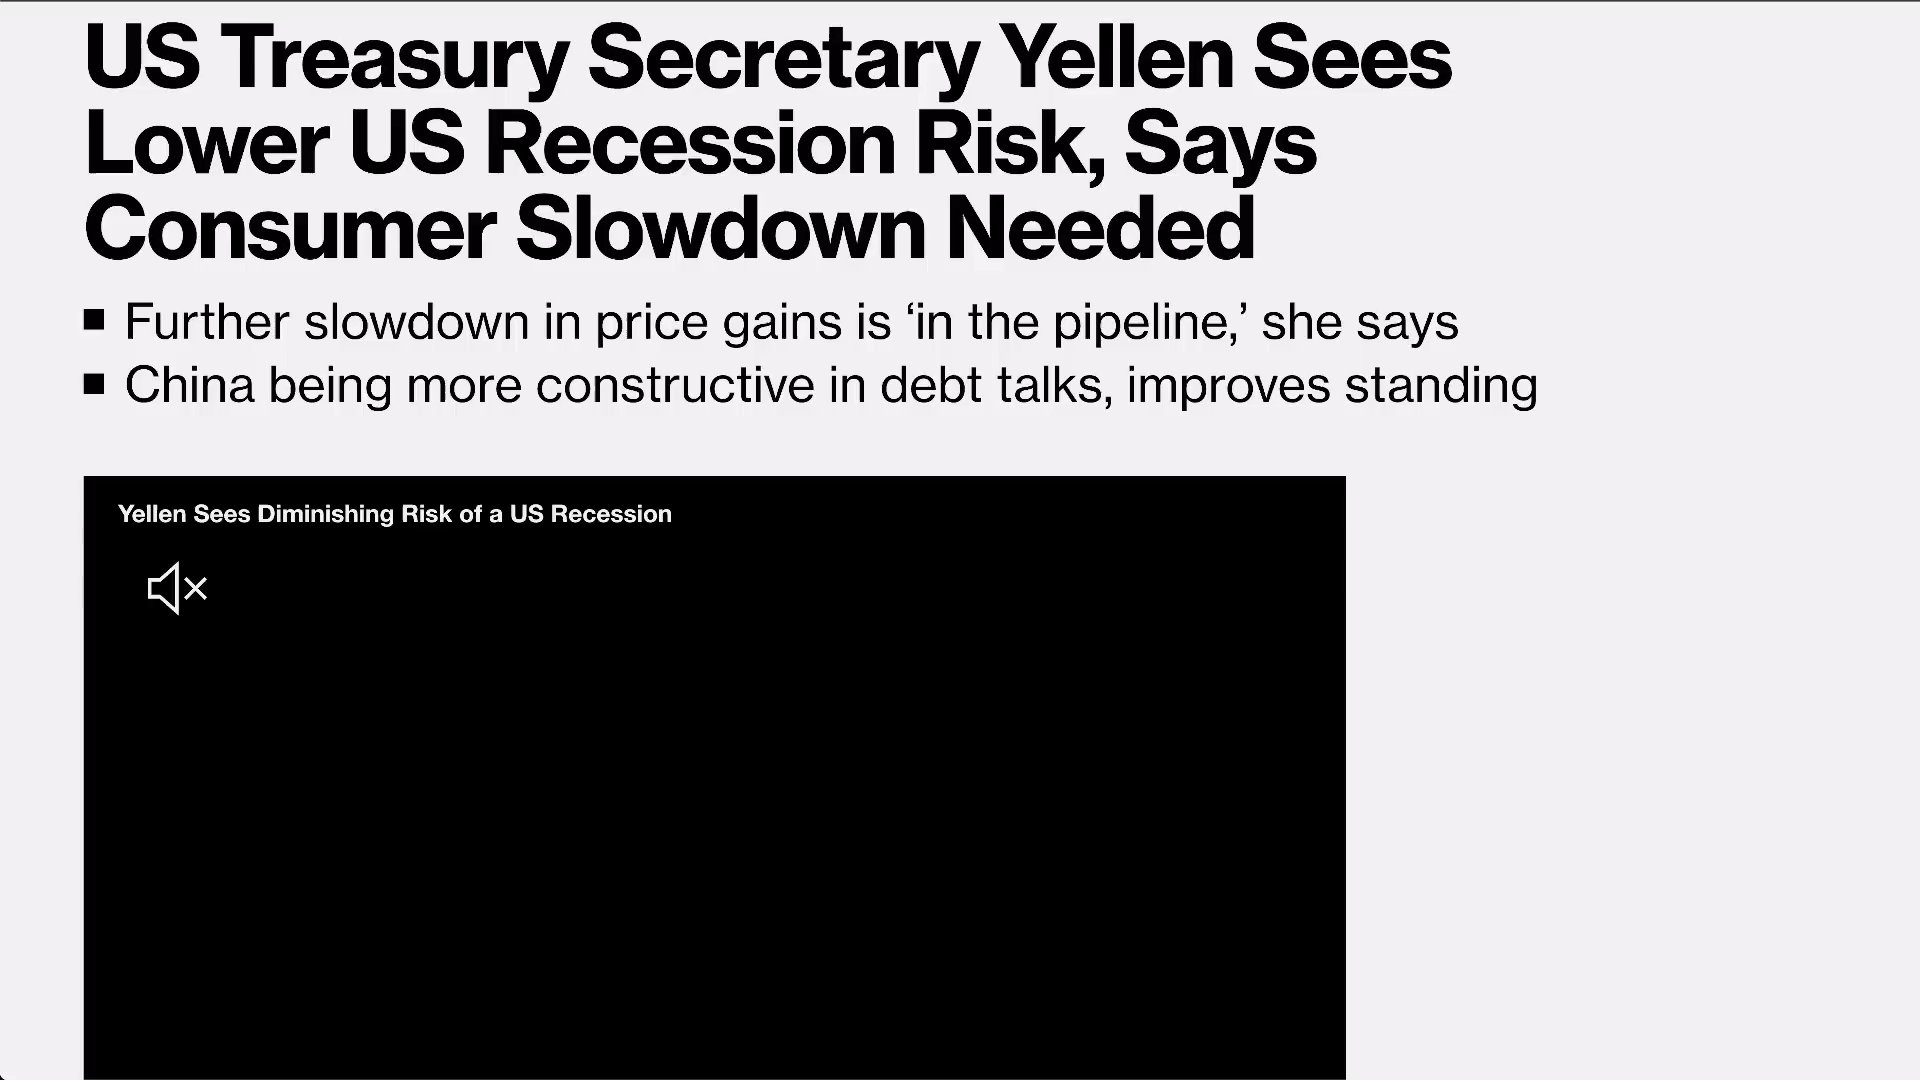 US Treasury Secretary Yellen Sees
Lower US Recession Risk, Says
Consumer Slowdown Needed
Further slowdown in price gains is ‘in the pipeline,’ she says
China being more constructive in debt talks, improves standing
Yellen Sees Diminishing Risk of a US Recession